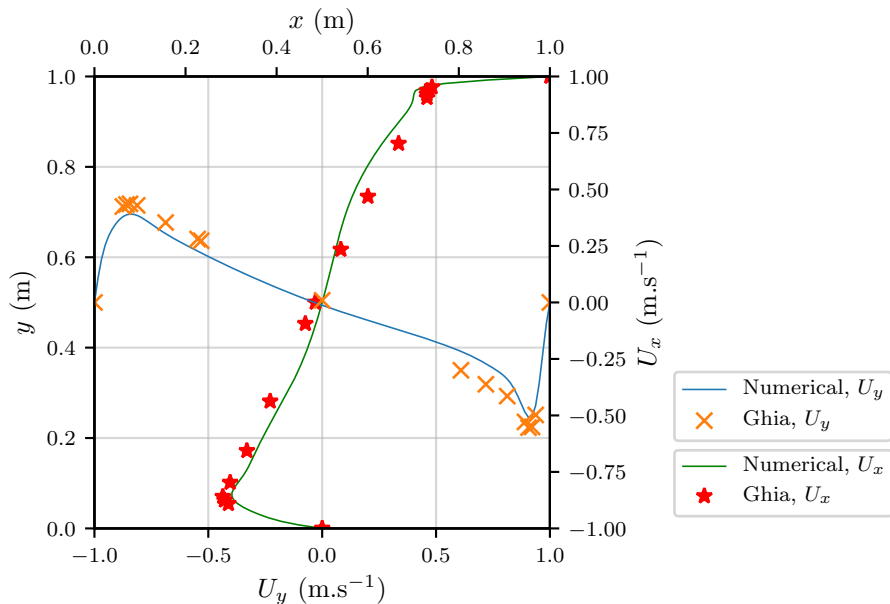 x (m)
0.0 0.2 0.4 0.6 0.8 1.0
1.0 1.00
0.75
0.8
0.50
0.6 0.25
0.00
0.4 −0.25
−0.50
0.2
−0.75
0.0 −1.00
y (m)
U_x (m.s⁻¹)
−1.0 −0.5 0.0 0.5 1.0
U_y (m.s⁻¹)
Numerical, U_y
Ghia, U_y
Numerical, U_x
Ghia, U_x